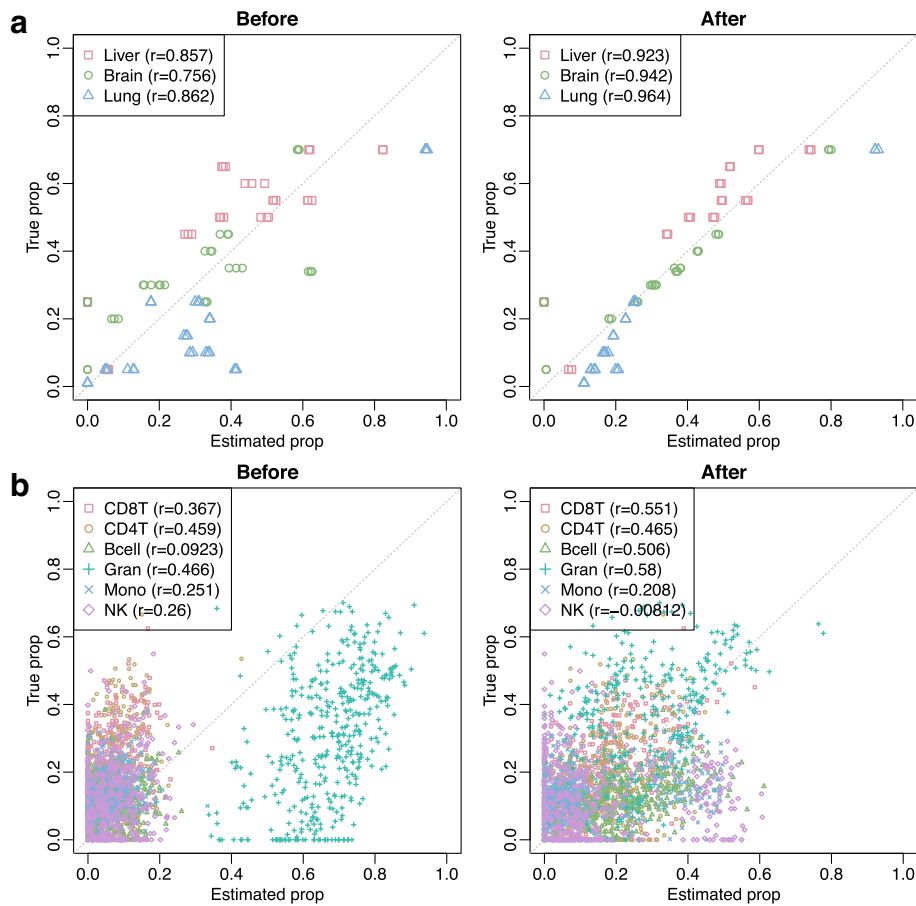 a
Before
After
Liver (r=0.857)
Brain (r=0.756)
Lung (r=0.862)
Liver (r=0.923)
Brain (r=0.942)
Lung (r=0.964)
True prop
0.0 0.2 0.4 0.6 0.8 1.0
0.0 0.2 0.4 0.6 0.8 1.0
Estimated prop
True prop
0.0 0.2 0.4 0.6 0.8 1.0
0.0 0.2 0.4 0.6 0.8 1.0
Estimated prop
b
Before
After
CD8T (r=0.367)
CD4T (r=0.459)
Bcell (r=0.0923)
Gran (r=0.466)
Mono (r=0.251)
NK (r=0.26)
CD8T (r=0.551)
CD4T (r=0.465)
Bcell (r=0.506)
Gran (r=0.58)
Mono (r=0.208)
NK (r=−0.00812)
True prop
0.0 0.2 0.4 0.6 0.8 1.0
0.0 0.2 0.4 0.6 0.8 1.0
Estimated prop
True prop
0.0 0.2 0.4 0.6 0.8 1.0
0.0 0.2 0.4 0.6 0.8 1.0
Estimated prop